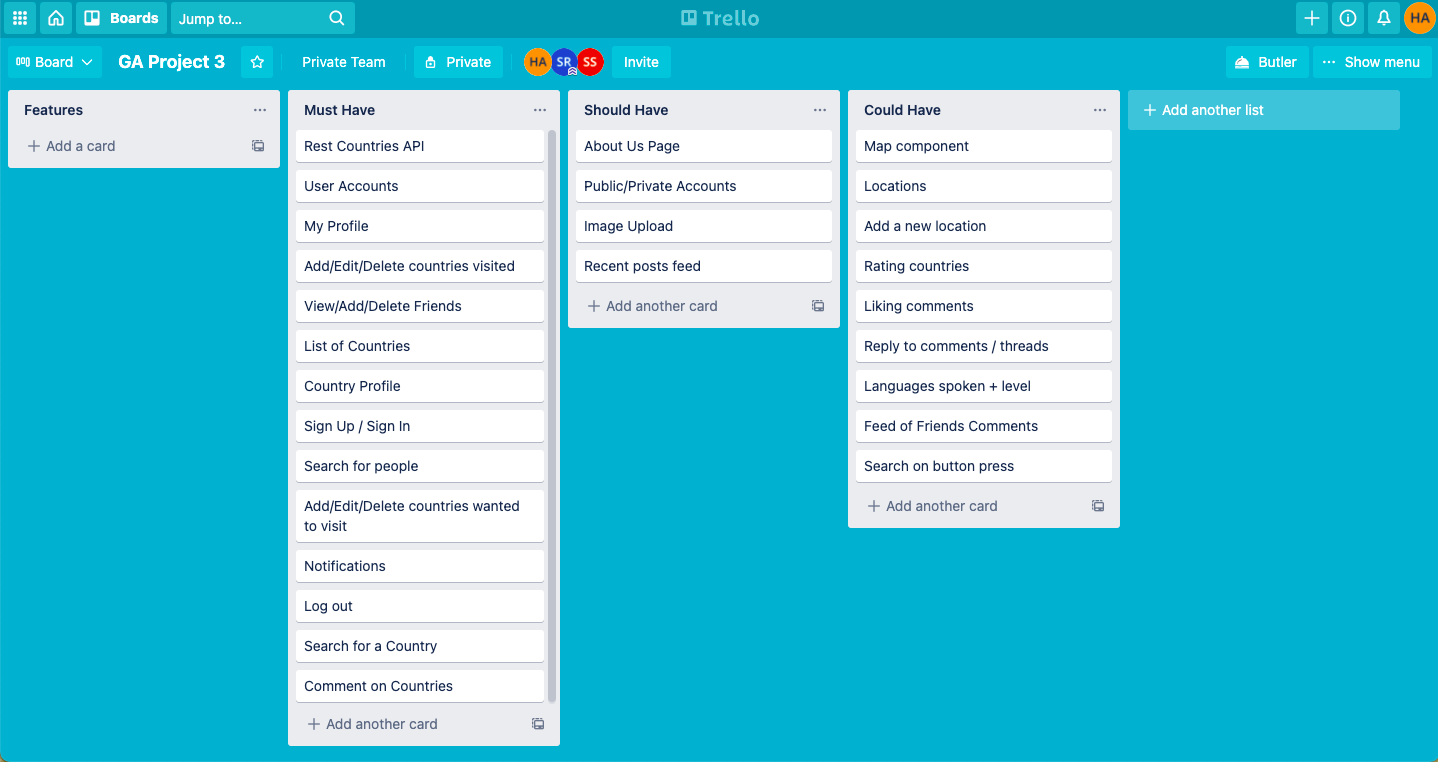 Boards
Jump to...
Trello
HA
Board
GA Project 3
Private Team
Private
HA
SR
SS
Invite
Butler
... Show menu
Features
...
+ Add a card
Must Have
...
Rest Countries API
User Accounts
My Profile
Add/Edit/Delete countries visited
View/Add/Delete Friends
List of Countries
Country Profile
Sign Up / Sign In
Search for people
Add/Edit/Delete countries wanted
to visit
Notifications
Log out
Search for a Country
Comment on Countries
+ Add another card
Should Have
...
About Us Page
Public/Private Accounts
Image Upload
Recent posts feed
+ Add another card
Could Have
...
Map component
Locations
Add a new location
Rating countries
Liking comments
Reply to comments / threads
Languages spoken + level
Feed of Friends Comments
Search on button press
+ Add another card
+ Add another list